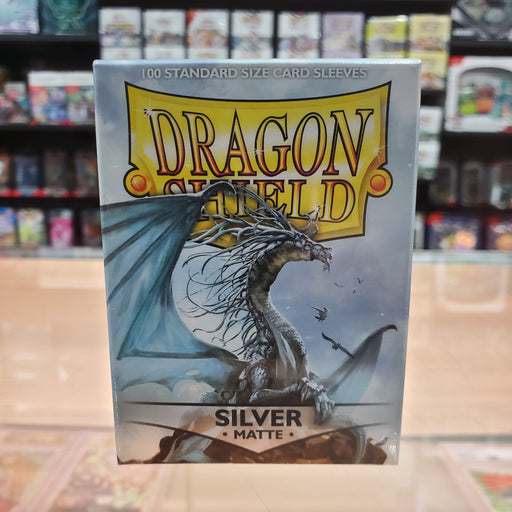 100 STANDARD SIZE CARD SLEEVES
DRAGON
SHIELD
SILVER
• MATTE •